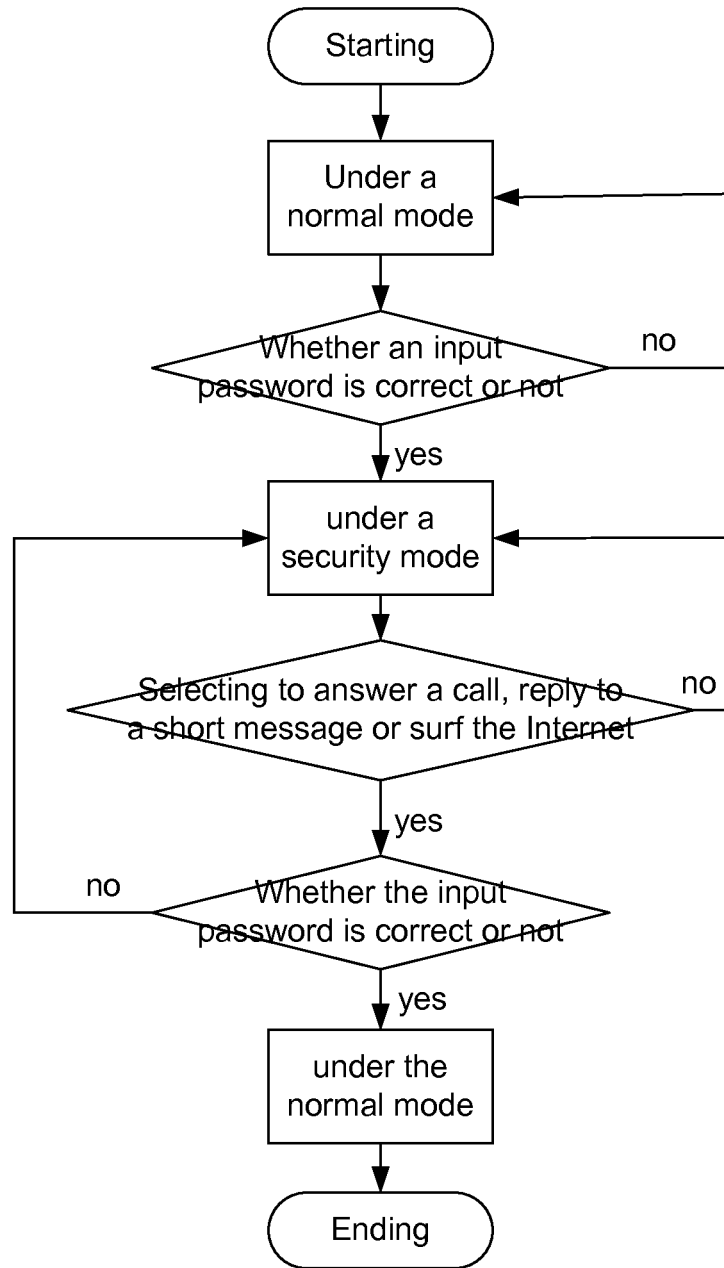 Starting
Under a
normal mode
Whether an input
password is correct or not
no
yes
under a
security mode
Selecting to answer a call, reply to
a short message or surf the Internet
no
yes
Whether the input
password is correct or not
no
yes
under the
normal mode
Ending